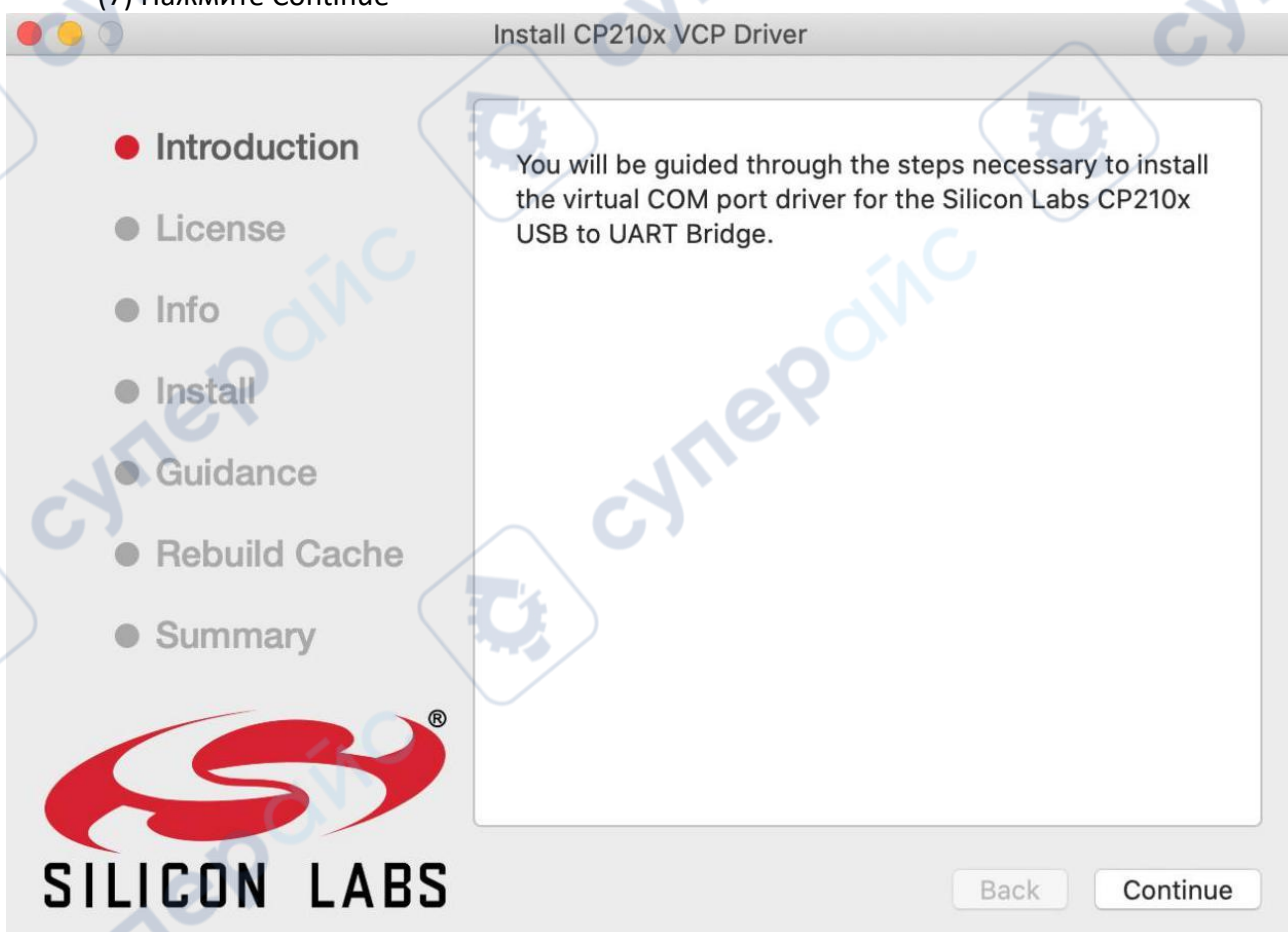 (7) Нажмите Continue
Install CP210x VCP Driver
Introduction
License
Info
Install
Guidance
Rebuild Cache
Summary
You will be guided through the steps necessary to install
the virtual COM port driver for the Silicon Labs CP210x
USB to UART Bridge.
®
SILICON LABS
Back
Continue
суперайс
суперайс